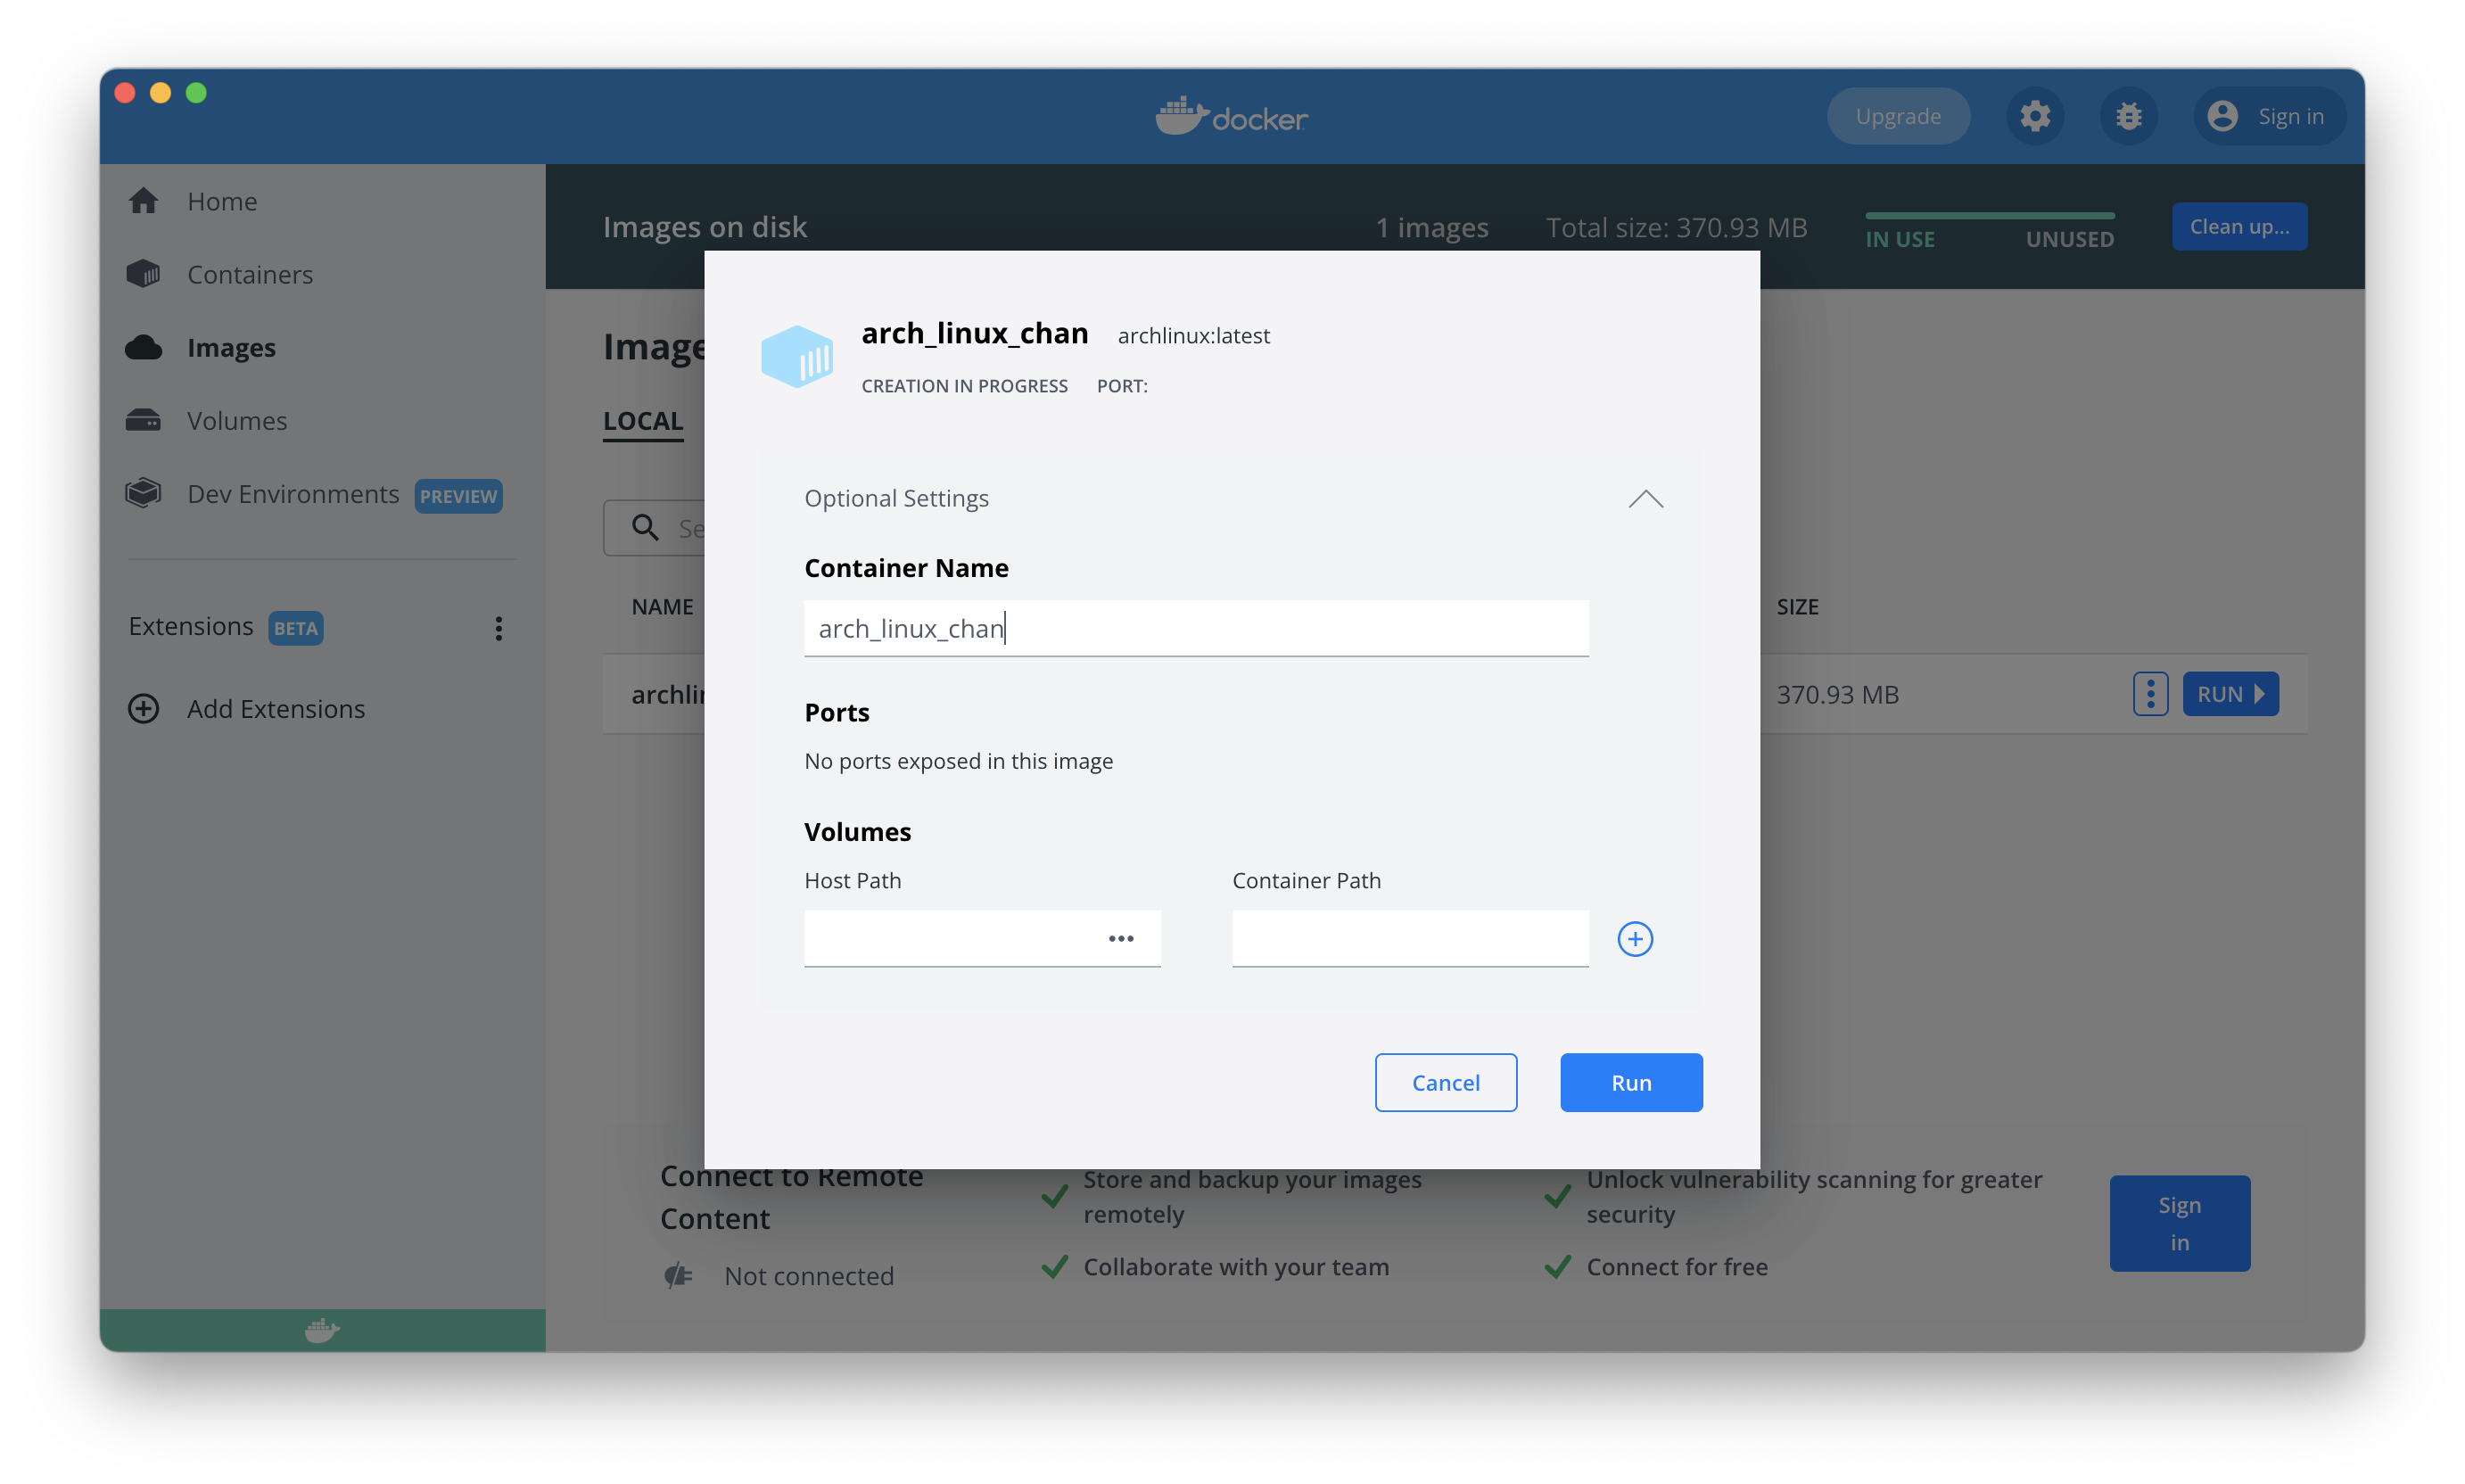 docker
Upgrade
Sign in
Home
Containers
Images
Volumes
Dev Environments PREVIEW
Extensions BETA
Add Extensions
Images on disk
1 images
Total size: 370.93 MB
IN USE
UNUSED
Clean up...
LOCAL
NAME
SIZE
370.93 MB
RUN
arch_linux_chan
archlinux:latest
CREATION IN PROGRESS
PORT:
Optional Settings
Container Name
arch_linux_chan
Ports
No ports exposed in this image
Volumes
Host Path
Container Path
...
Cancel
Run
Connect to Remote
Content
Not connected
Store and backup your images
remotely
Collaborate with your team
Unlock vulnerability scanning for greater
security
Connect for free
Sign
in